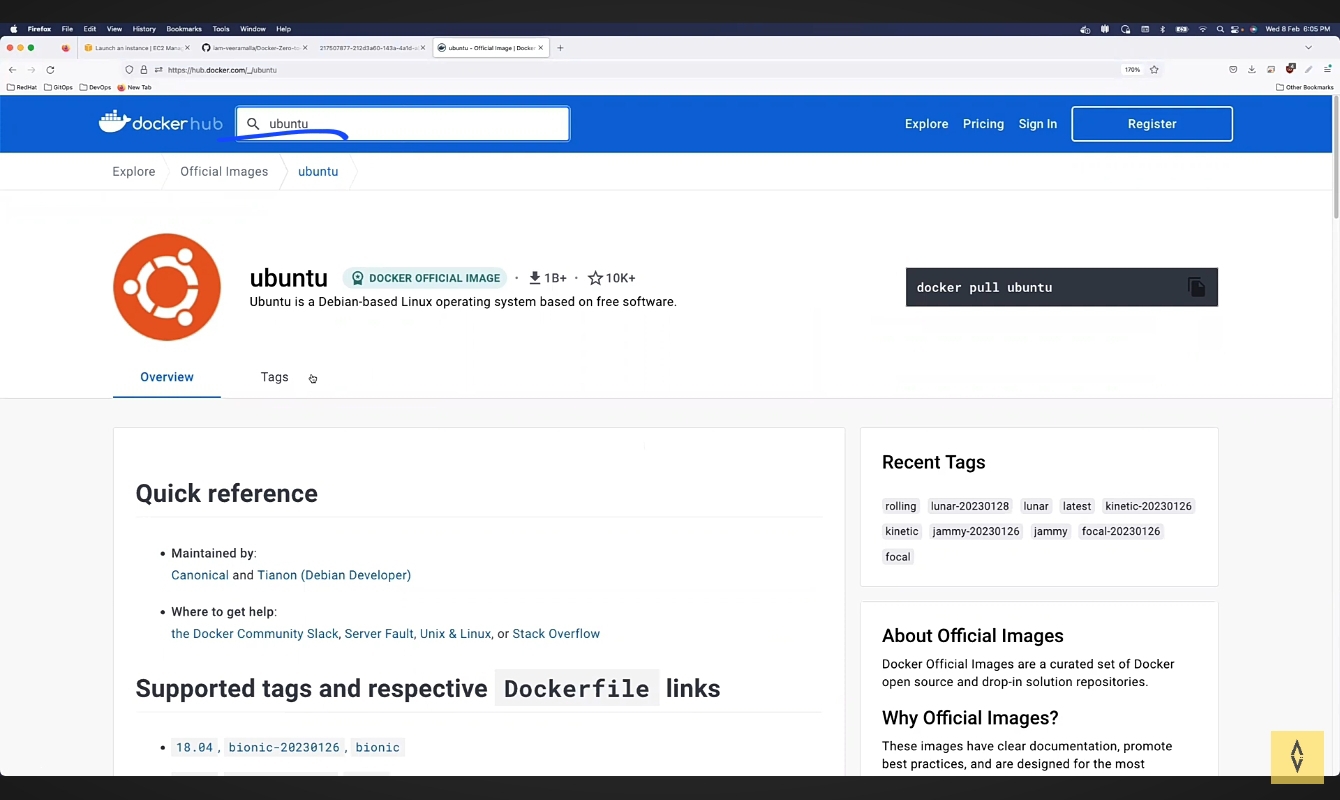 Firefox File Edit View History Bookmarks Tools Window Help Wed 8 Feb 6:05 PM
Launch an instance | EC2 Mana iam-veeramalla/Docker-Zero-to 217507877-212d3a60-143a-4a1d-a ubuntu - Official Image | Docker
https://hub.docker.com/_/ubuntu 170%
RedHat GitOps DevOps New Tab Other Bookmarks
docker hub ubuntu Explore Pricing Sign In Register
Explore Official Images ubuntu
ubuntu DOCKER OFFICIAL IMAGE · 1B+ · 10K+
Ubuntu is a Debian-based Linux operating system based on free software.
docker pull ubuntu
Overview Tags
Quick reference
• Maintained by:
Canonical and Tianon (Debian Developer)
• Where to get help:
the Docker Community Slack, Server Fault, Unix & Linux, or Stack Overflow
Supported tags and respective Dockerfile links
• 18.04, bionic-20230126, bionic
Recent Tags
rolling lunar-20230128 lunar latest kinetic-20230126
kinetic jammy-20230126 jammy focal-20230126
focal
About Official Images
Docker Official Images are a curated set of Docker
open source and drop-in solution repositories.
Why Official Images?
These images have clear documentation, promote
best practices, and are designed for the most